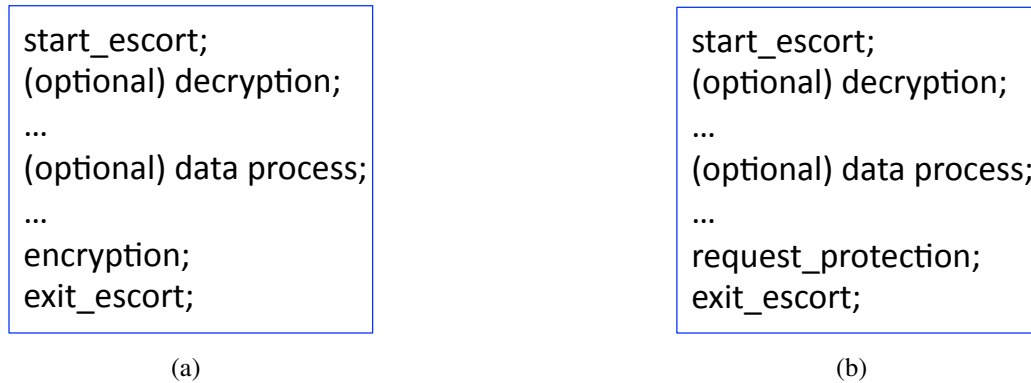 start_escort;
(optional) decryption;
...
(optional) data process;
...
encryption;
exit_escort;
(a)
start_escort;
(optional) decryption;
...
(optional) data process;
...
request_protection;
exit_escort;
(b)